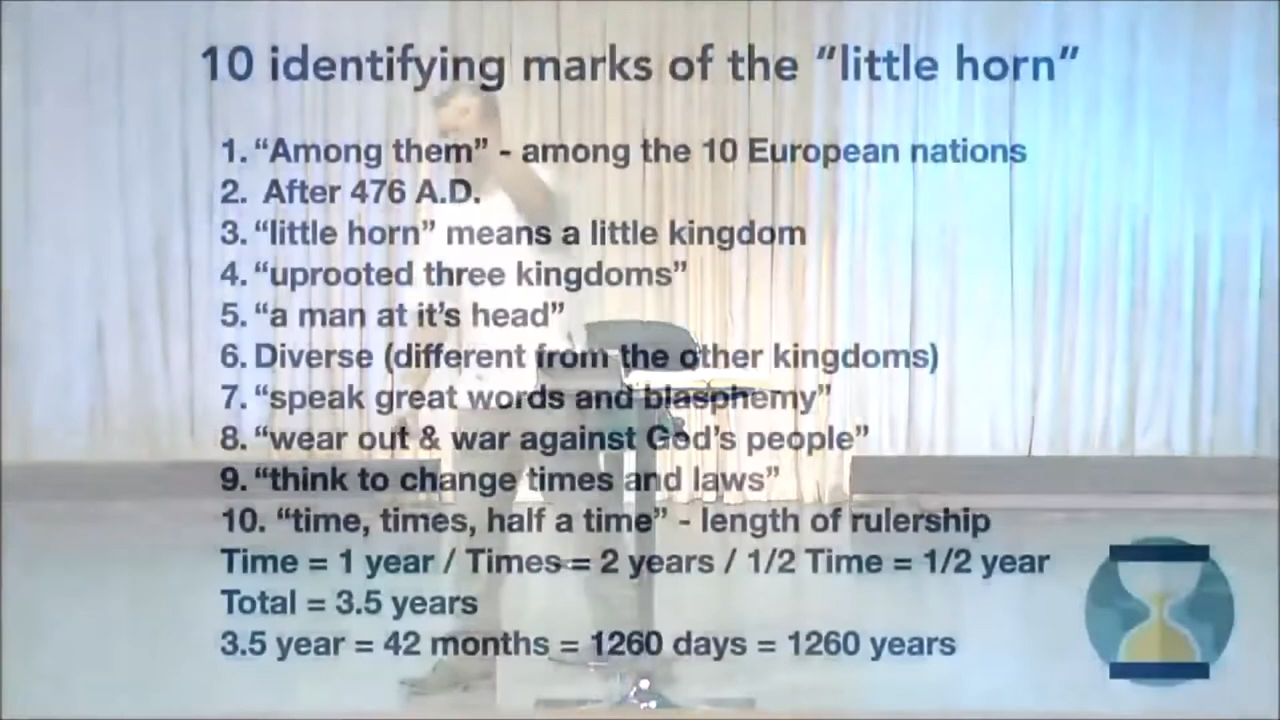 10 identifying marks of the “little horn”
1. “Among them” - among the 10 European nations
2. After 476 A.D.
3. “little horn” means a little kingdom
4. “uprooted three kingdoms”
5. “a man at it’s head”
6. Diverse (different from the other kingdoms)
7. “speak great words and blasphemy”
8. “wear out & war against God’s people”
9. “think to change times and laws”
10. “time, times, half a time” - length of rulership
Time = 1 year / Times = 2 years / 1/2 Time = 1/2 year
Total = 3.5 years
3.5 year = 42 months = 1260 days = 1260 years